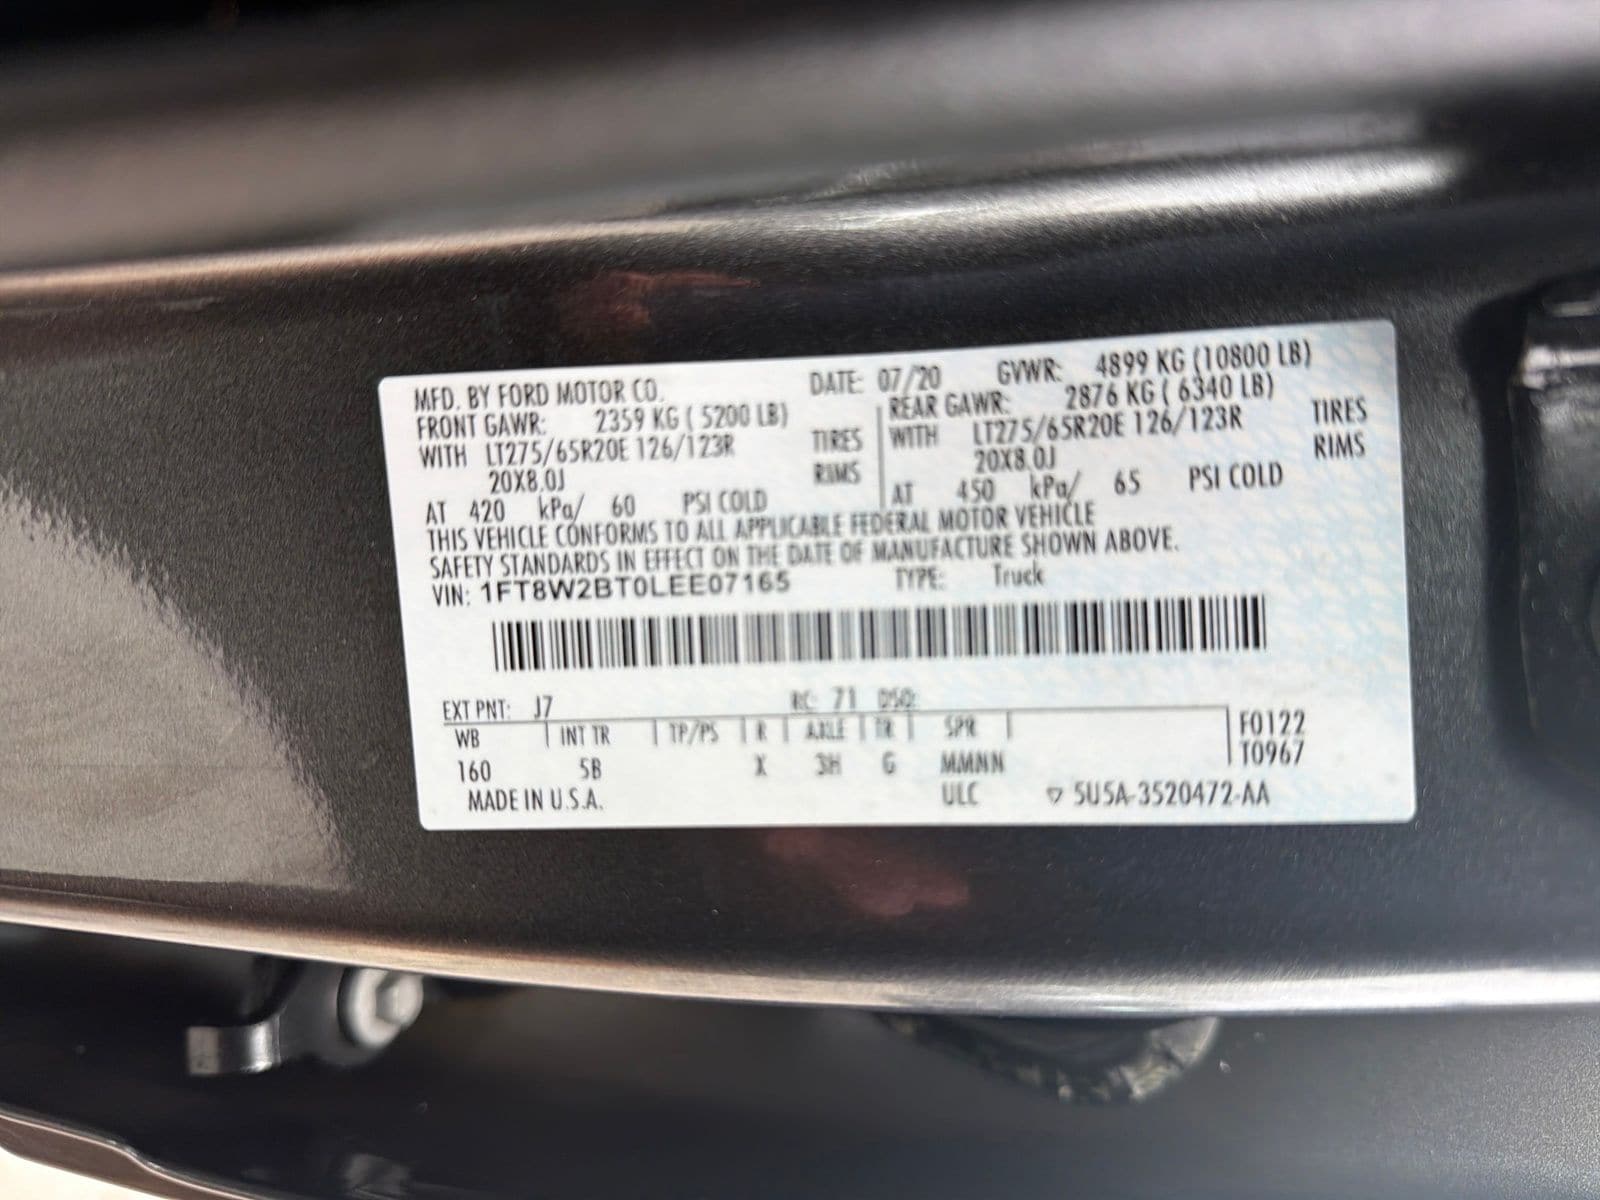 MFD. BY FORD MOTOR CO. DATE: 07/20 GVWR: 4899 KG (10800 LB)
FRONT GAWR: 2359 KG ( 5200 LB) REAR GAWR: 2876 KG ( 6340 LB)
WITH LT275/65R20E 126/123R TIRES WITH LT275/65R20E 126/123R TIRES
20X8.0J RIMS 20X8.0J RIMS
AT 420 kPa/ 60 PSI COLD AT 450 kPa/ 65 PSI COLD
THIS VEHICLE CONFORMS TO ALL APPLICABLE FEDERAL MOTOR VEHICLE
SAFETY STANDARDS IN EFFECT ON THE DATE OF MANUFACTURE SHOWN ABOVE.
VIN: 1FT8W2BT0LEE07165 TYPE: Truck
EXT PNT: J7 RC: 71 DSO:
WB INT TR TP/PS R AXLE TR SPR F0122
160 5B X 3H G MMNN T0967
MADE IN U.S.A. ULC ▽ 5U5A-3520472-AA